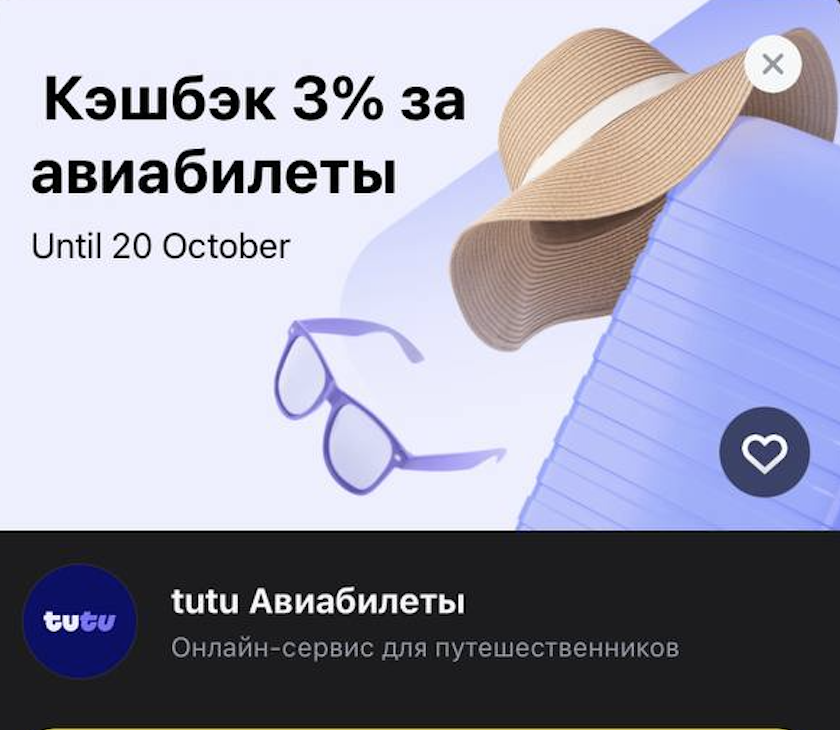 Кэшбэк 3% за
авиабилеты
Until 20 October
tutu
tutu Авиабилеты
Онлайн-сервис для путешественников